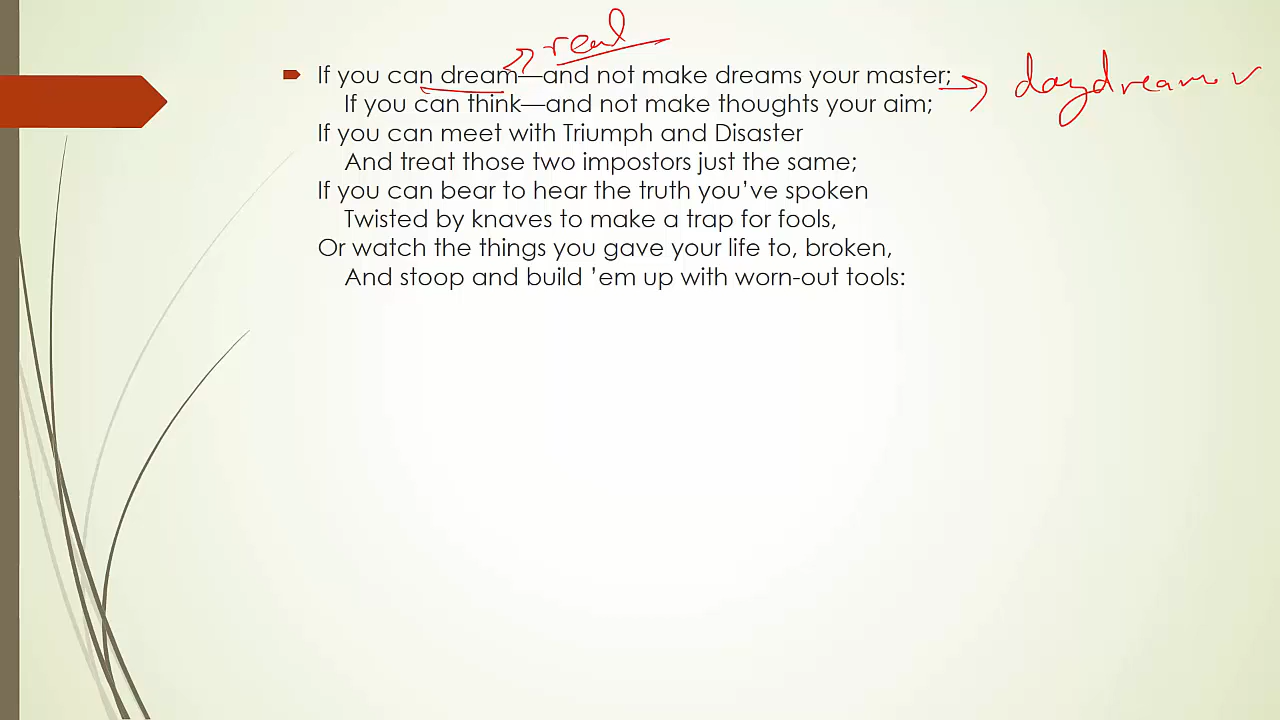 real
If you can dream—and not make dreams your master; daydreamer
If you can think—and not make thoughts your aim;
If you can meet with Triumph and Disaster
And treat those two impostors just the same;
If you can bear to hear the truth you’ve spoken
Twisted by knaves to make a trap for fools,
Or watch the things you gave your life to, broken,
And stoop and build ’em up with worn-out tools: